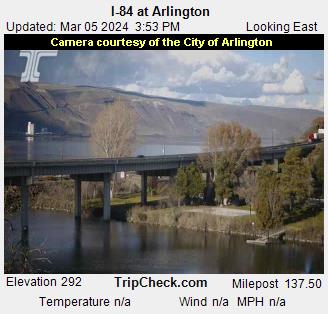 I-84 at Arlington
Updated: Mar 05 2024 3:53 PM Looking East
Camera courtesy of the City of Arlington
Elevation 292 TripCheck.com Milepost 137.50
Temperature n/a Wind n/a MPH n/a